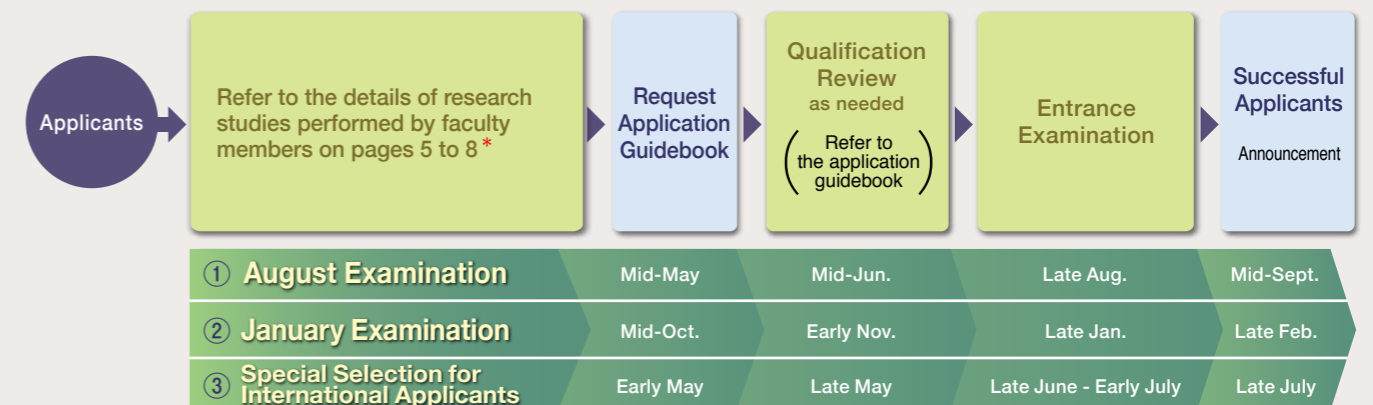 Applicants
Refer to the details of research
studies performed by faculty
members on pages 5 to 8*
Request
Application
Guidebook
Qualification
Review
as needed
(Refer to
the application
guidebook)
Entrance
Examination
Successful
Applicants
Announcement
① August Examination Mid-May Mid-Jun. Late Aug. Mid-Sept.
② January Examination Mid-Oct. Early Nov. Late Jan. Late Feb.
③ Special Selection for
International Applicants Early May Late May Late June - Early July Late July